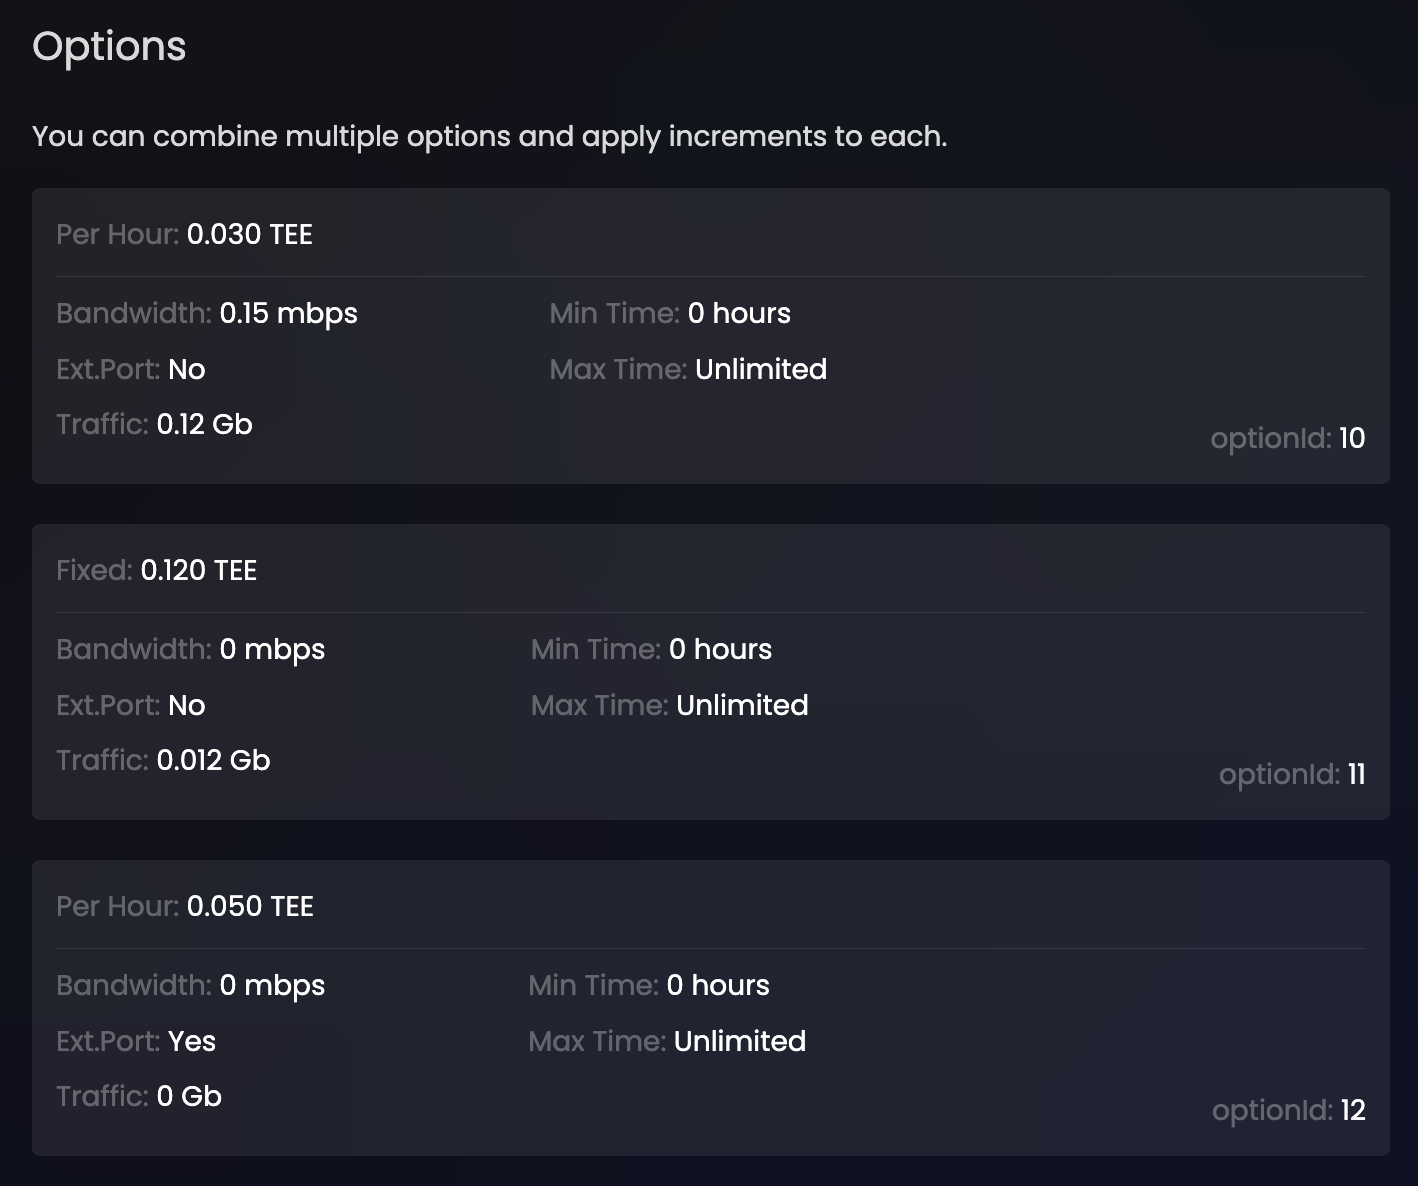 Options
You can combine multiple options and apply increments to each.
Per Hour: 0.030 TEE
Bandwidth: 0.15 mbps
Min Time: 0 hours
Ext.Port: No
Max Time: Unlimited
Traffic: 0.12 Gb
optionId: 10
Fixed: 0.120 TEE
Bandwidth: 0 mbps
Min Time: 0 hours
Ext.Port: No
Max Time: Unlimited
Traffic: 0.012 Gb
optionId: 11
Per Hour: 0.050 TEE
Bandwidth: 0 mbps
Min Time: 0 hours
Ext.Port: Yes
Max Time: Unlimited
Traffic: 0 Gb
optionId: 12